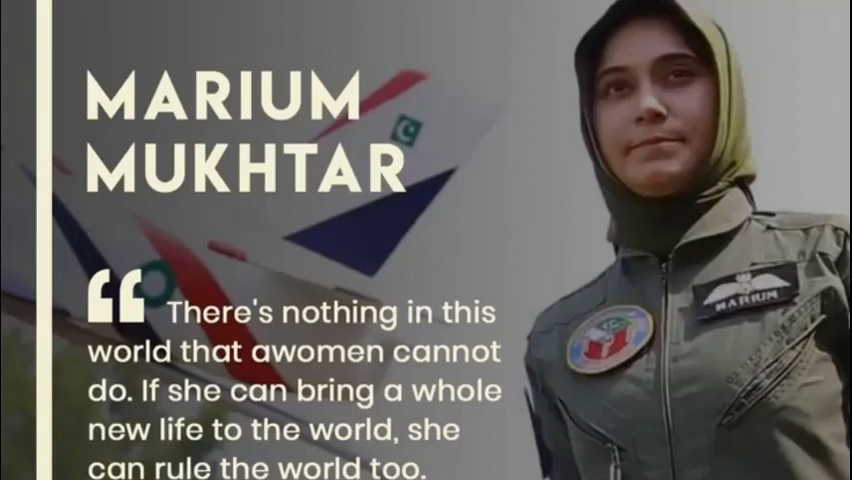 MARIUM
MUKHTAR
“ There's nothing in this
world that awomen cannot
do. If she can bring a whole
new life to the world, she
can rule the world too.
MARIUM